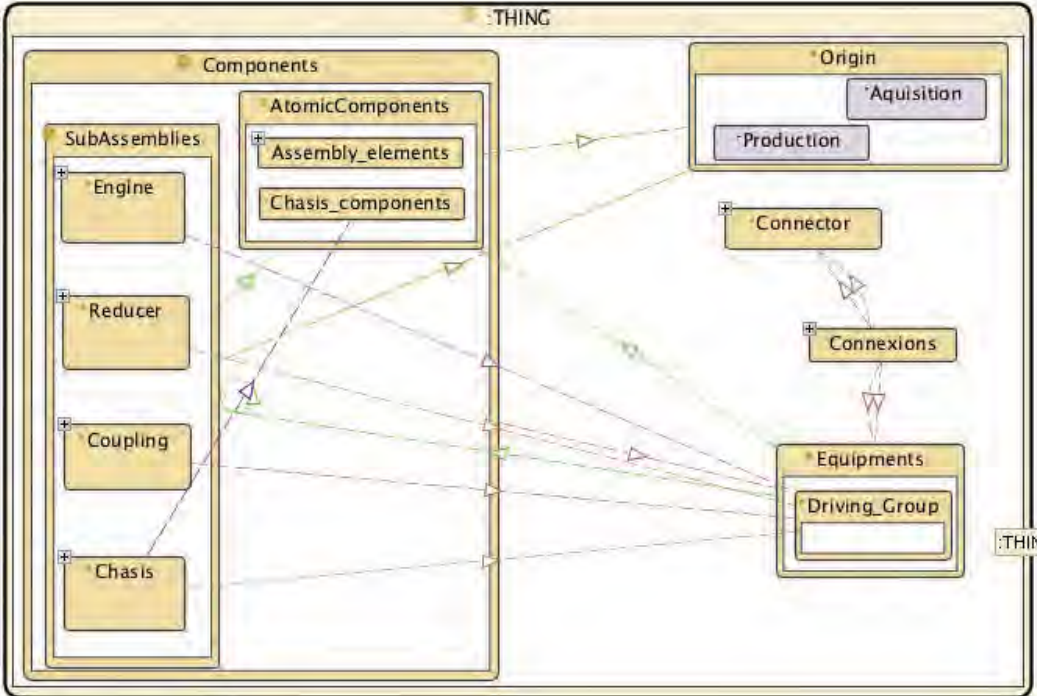 :THING
Components
Origin
Aquisition
Production
AtomicComponents
Assembly_elements
Chasis_components
SubAssemblies
Engine
Reducer
Coupling
Chasis
Connector
Connexions
Equipments
Driving_Group
:THIN